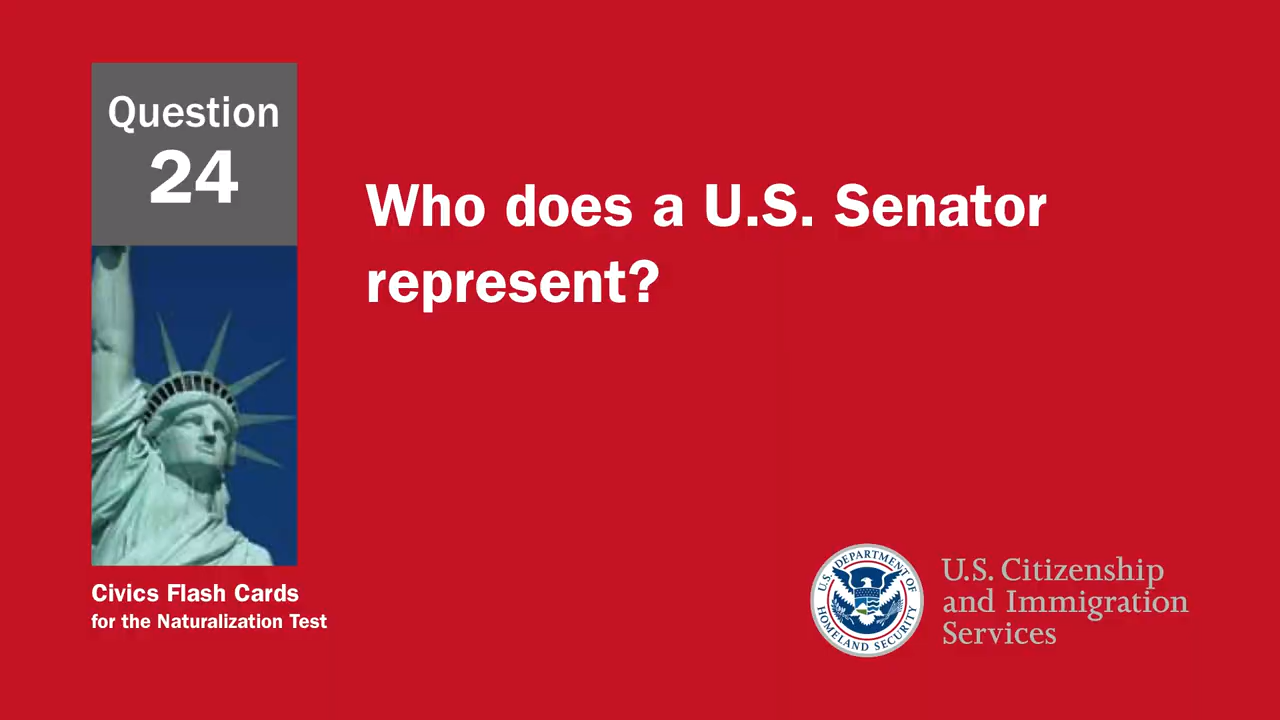 Question
24
Who does a U.S. Senator
represent?
Civics Flash Cards
for the Naturalization Test
U.S. DEPARTMENT OF
HOMELAND SECURITY
U.S. Citizenship
and Immigration
Services